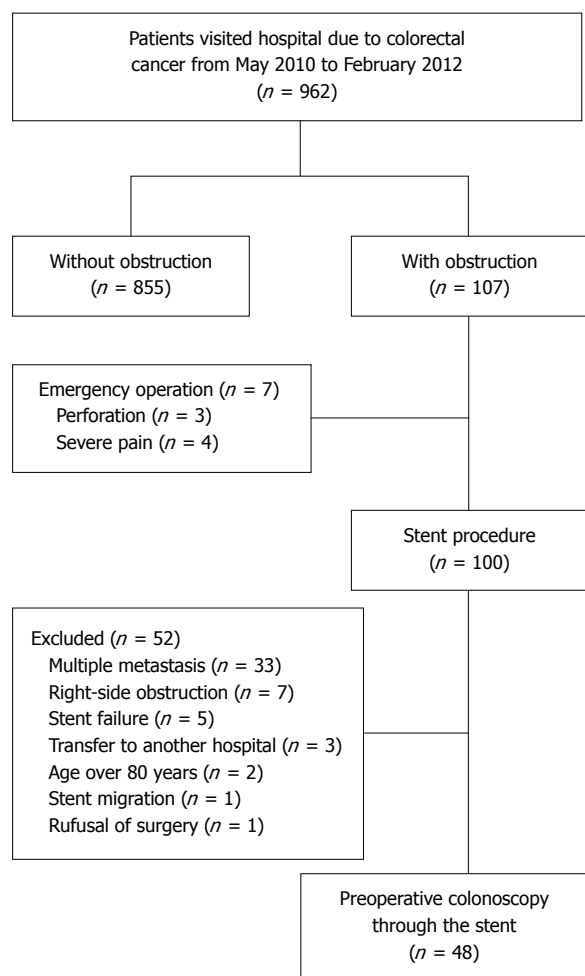 Patients visited hospital due to colorectal
cancer from May 2010 to February 2012
(n = 962)
Without obstruction
(n = 855)
With obstruction
(n = 107)
Emergency operation (n = 7)
Perforation (n = 3)
Severe pain (n = 4)
Stent procedure
(n = 100)
Excluded (n = 52)
Multiple metastasis (n = 33)
Right-side obstruction (n = 7)
Stent failure (n = 5)
Transfer to another hospital (n = 3)
Age over 80 years (n = 2)
Stent migration (n = 1)
Rufusal of surgery (n = 1)
Preoperative colonoscopy
through the stent
(n = 48)